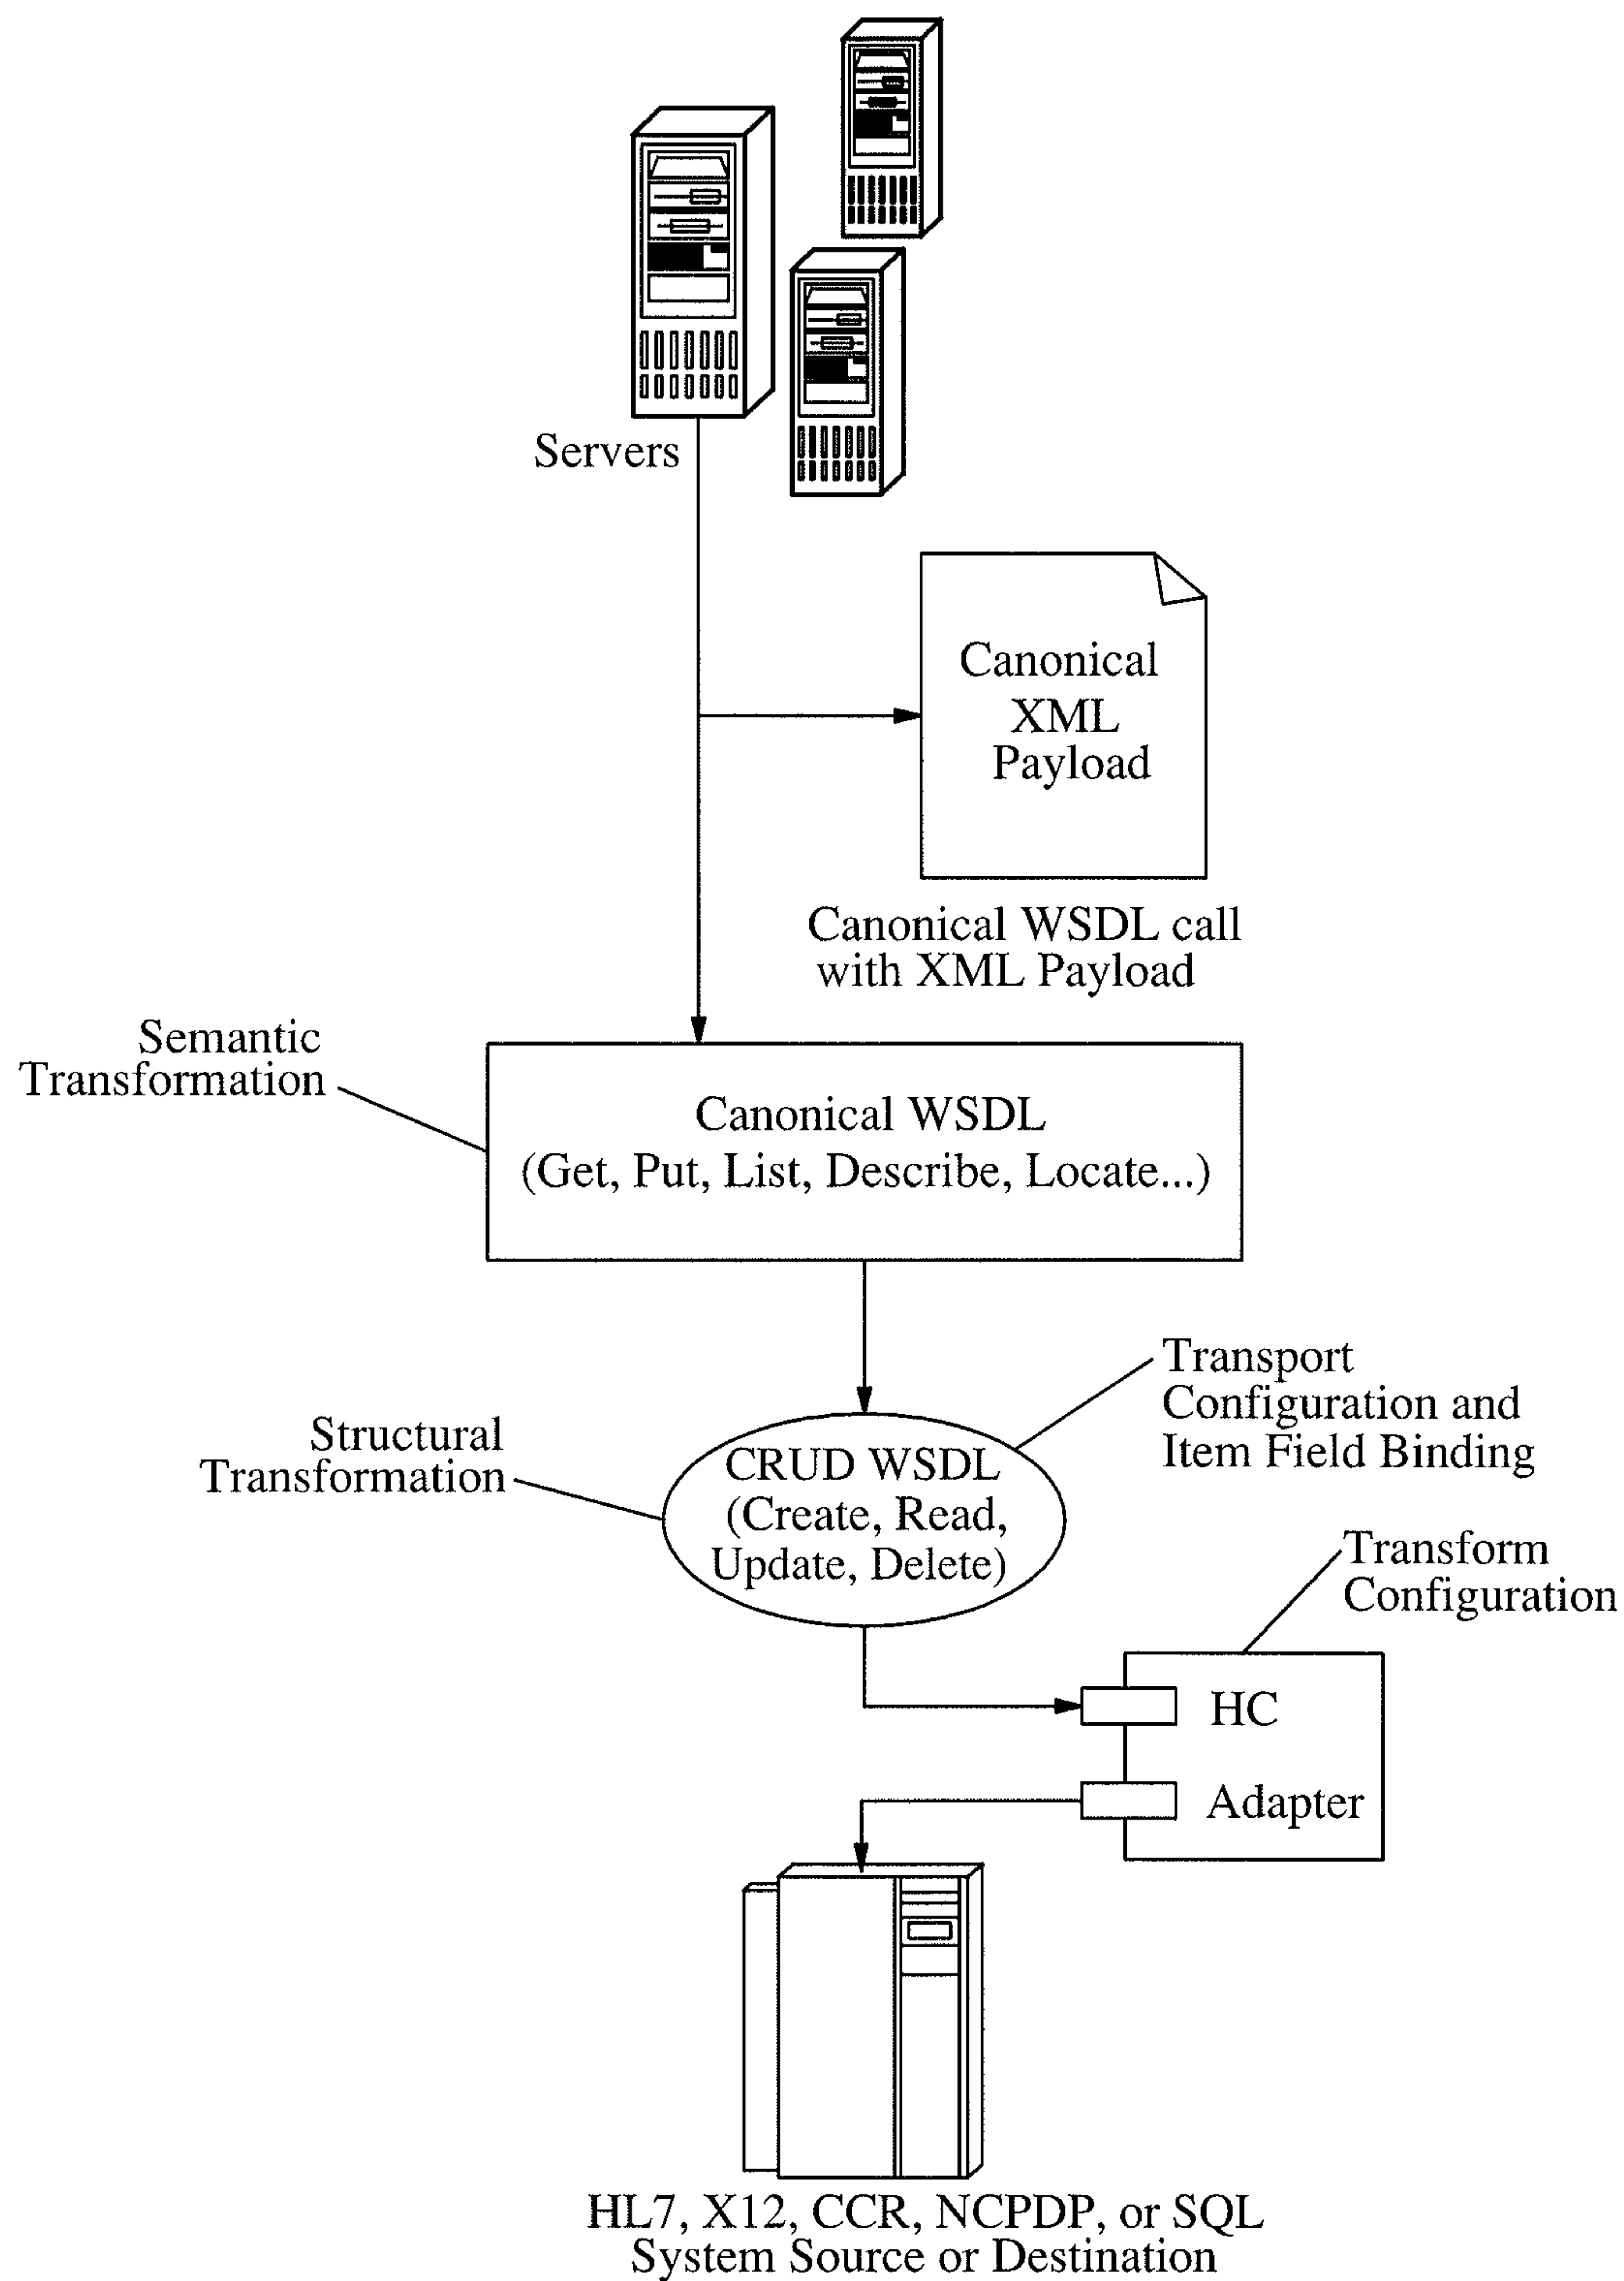 Servers
Canonical
XML
Payload
Canonical WSDL call
with XML Payload
Semantic
Transformation
Canonical WSDL
(Get, Put, List, Describe, Locate...)
Transport
Configuration and
Item Field Binding
Structural
Transformation
CRUD WSDL
(Create, Read,
Update, Delete)
Transform
Configuration
HC
Adapter
HL7, X12, CCR, NCPDP, or SQL
System Source or Destination